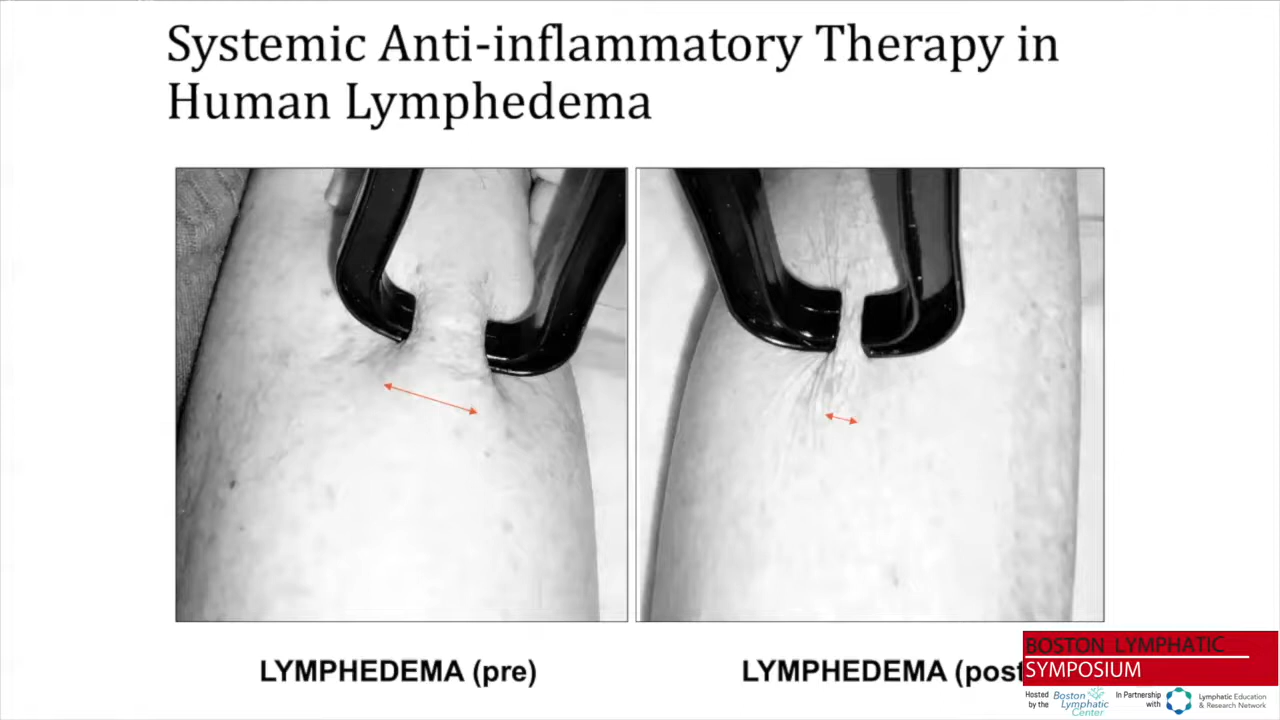 Systemic Anti-inflammatory Therapy in
Human Lymphedema
LYMPHEDEMA (pre)
LYMPHEDEMA (post
BOSTON LYMPHATIC
SYMPOSIUM
Hosted
by the
Boston
Lymphatic
Center
In Partnership
with
Lymphatic Education
& Research Network